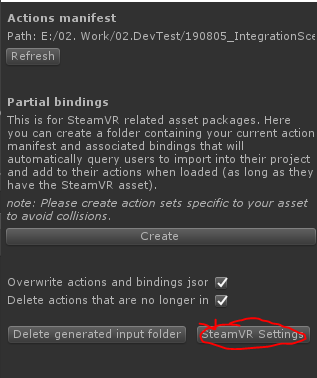 Actions manifest
Path: E:/02. Work/02.DevTest/190805_IntegrationSce
Refresh
Partial bindings
This is for SteamVR related asset packages. Here
you can create a folder containing your current action
manifest and associated bindings that will
automatically query users to import into their project
and add to their actions when loaded (as long as they
have the SteamVR asset).
note: Please create action sets specific to your asset
to avoid collisions.
Create
Overwrite actions and bindings jsor
Delete actions that are no longer in
Delete generated input folder SteamVR Settings